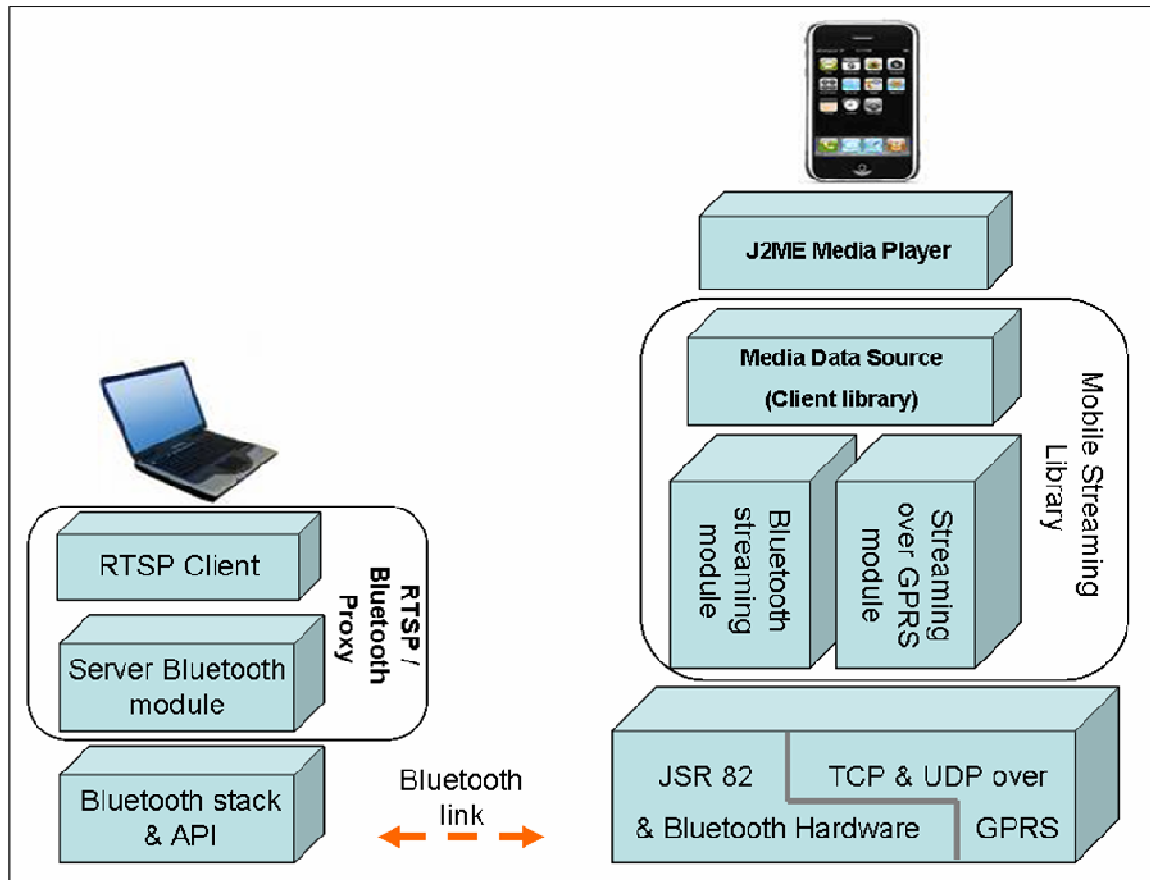 J2ME Media Player
Media Data Source
(Client library)
Mobile Streaming
Library
Bluetooth
streaming
module
Streaming
over GPRS
module
RTSP Client
RTSP /
Bluetooth
Proxy
Server Bluetooth
module
Bluetooth stack
& API
Bluetooth
link
JSR 82
& Bluetooth Hardware
TCP & UDP over
GPRS